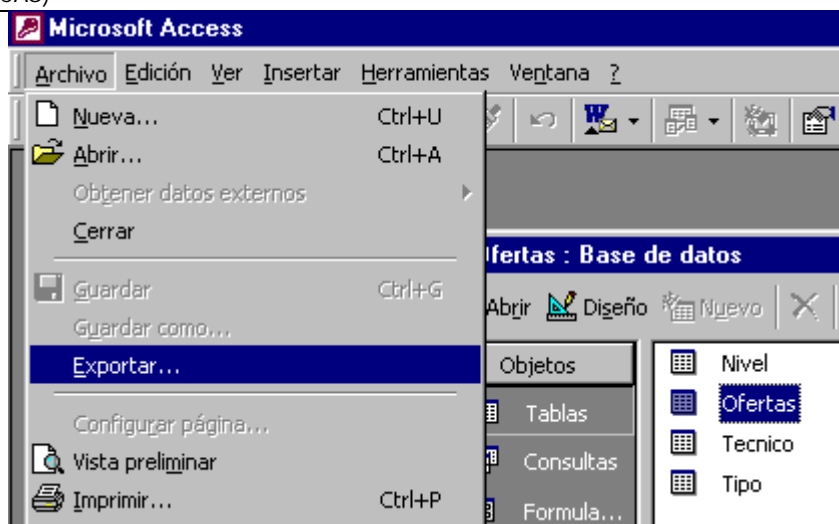 Microsoft Access
Archivo Edición Ver Insertar Herramientas Ventana ?
Nueva... Ctrl+U
Abrir... Ctrl+A
Obtener datos externos
Cerrar
Guardar Ctrl+G
Guardar como...
Exportar...
Configurar página...
Vista preliminar
Imprimir... Ctrl+P
fertas : Base de datos
Abrir Diseño Nuevo
Objetos
Tablas
Consultas
Formula...
Nivel
Ofertas
Tecnico
Tipo